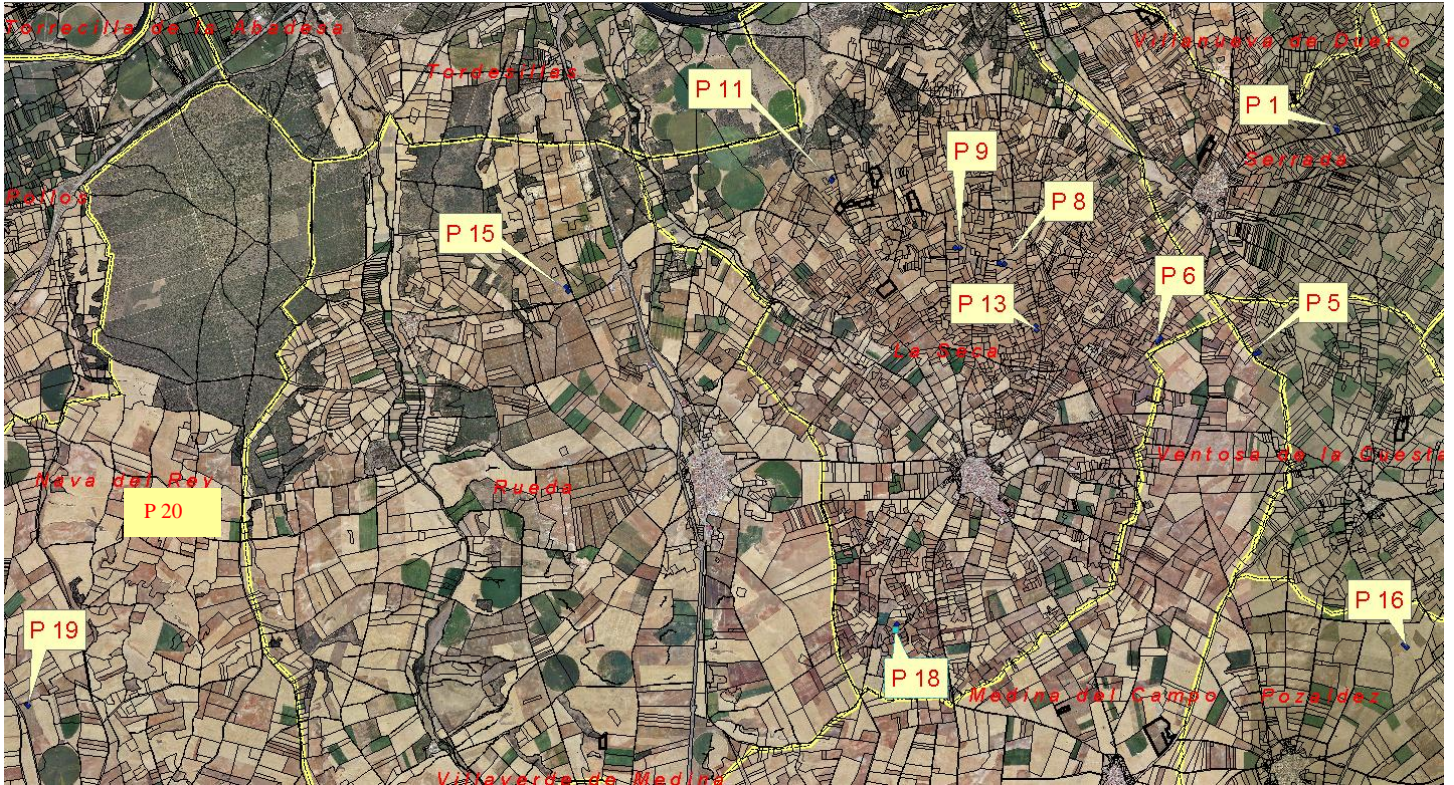 Torrecilla de la Abadesa
Villanueva de Duero
Tordesillas
P 11
P 1
P 9
Serrada
Pollos
P 8
P 15
P 6
P 13
P 5
La Seca
Ventosa de la Cuesta
Nava del Rey
Rueda
P 20
P 16
P 19
P 18
Medina del Campo
Pozaldez
Villaverde de Medina